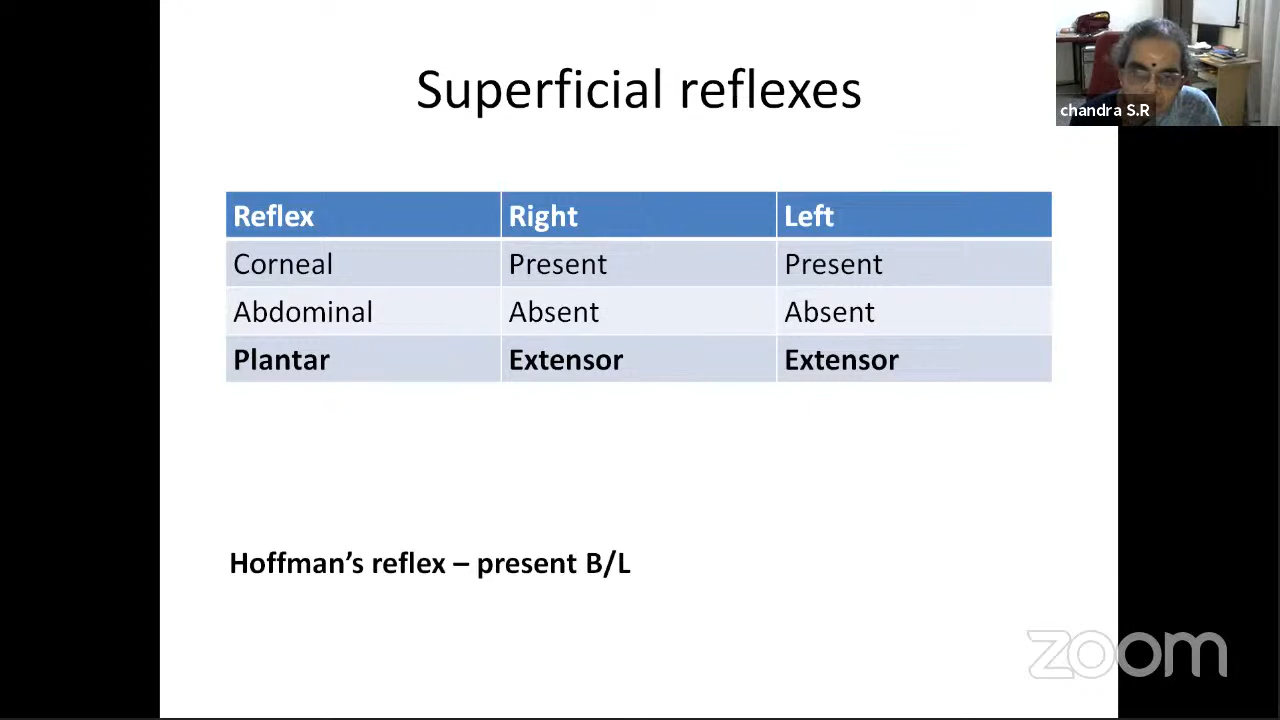 Superficial reflexes
chandra S.R
Reflex Right Left
Corneal Present Present
Abdominal Absent Absent
Plantar Extensor Extensor
Hoffman’s reflex – present B/L
zoom